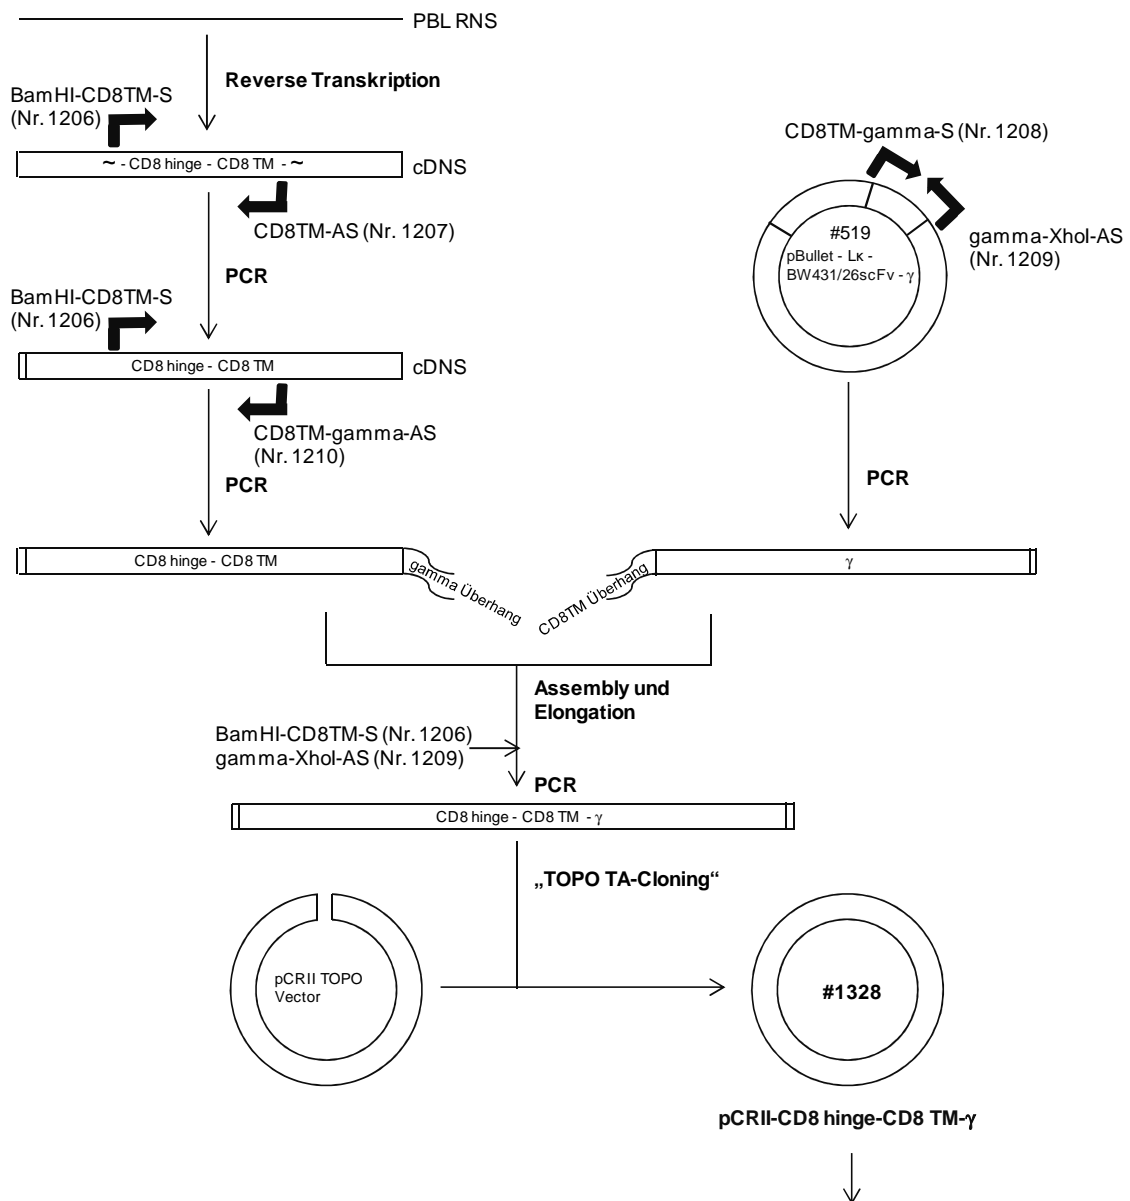 PBL RNS
Reverse Transkription
BamHI-CD8TM-S
(Nr. 1206)
CD8TM-gamma-S (Nr. 1208)
~ - CD8 hinge - CD8 TM - ~
cDNS
CD8TM-AS (Nr. 1207)
#519
pBullet - Lκ -
BW431/26scFv - γ
gamma-XhoI-AS
(Nr. 1209)
PCR
BamHI-CD8TM-S
(Nr. 1206)
CD8 hinge - CD8 TM
cDNS
CD8TM-gamma-AS
(Nr. 1210)
PCR
PCR
CD8 hinge - CD8 TM
gamma Überhang
CD8TM Überhang
γ
Assembly und
Elongation
BamHI-CD8TM-S (Nr. 1206)
gamma-XhoI-AS (Nr. 1209)
PCR
CD8 hinge - CD8 TM - γ
„TOPO TA-Cloning“
pCRII TOPO
Vector
#1328
pCRII-CD8 hinge-CD8 TM-γ